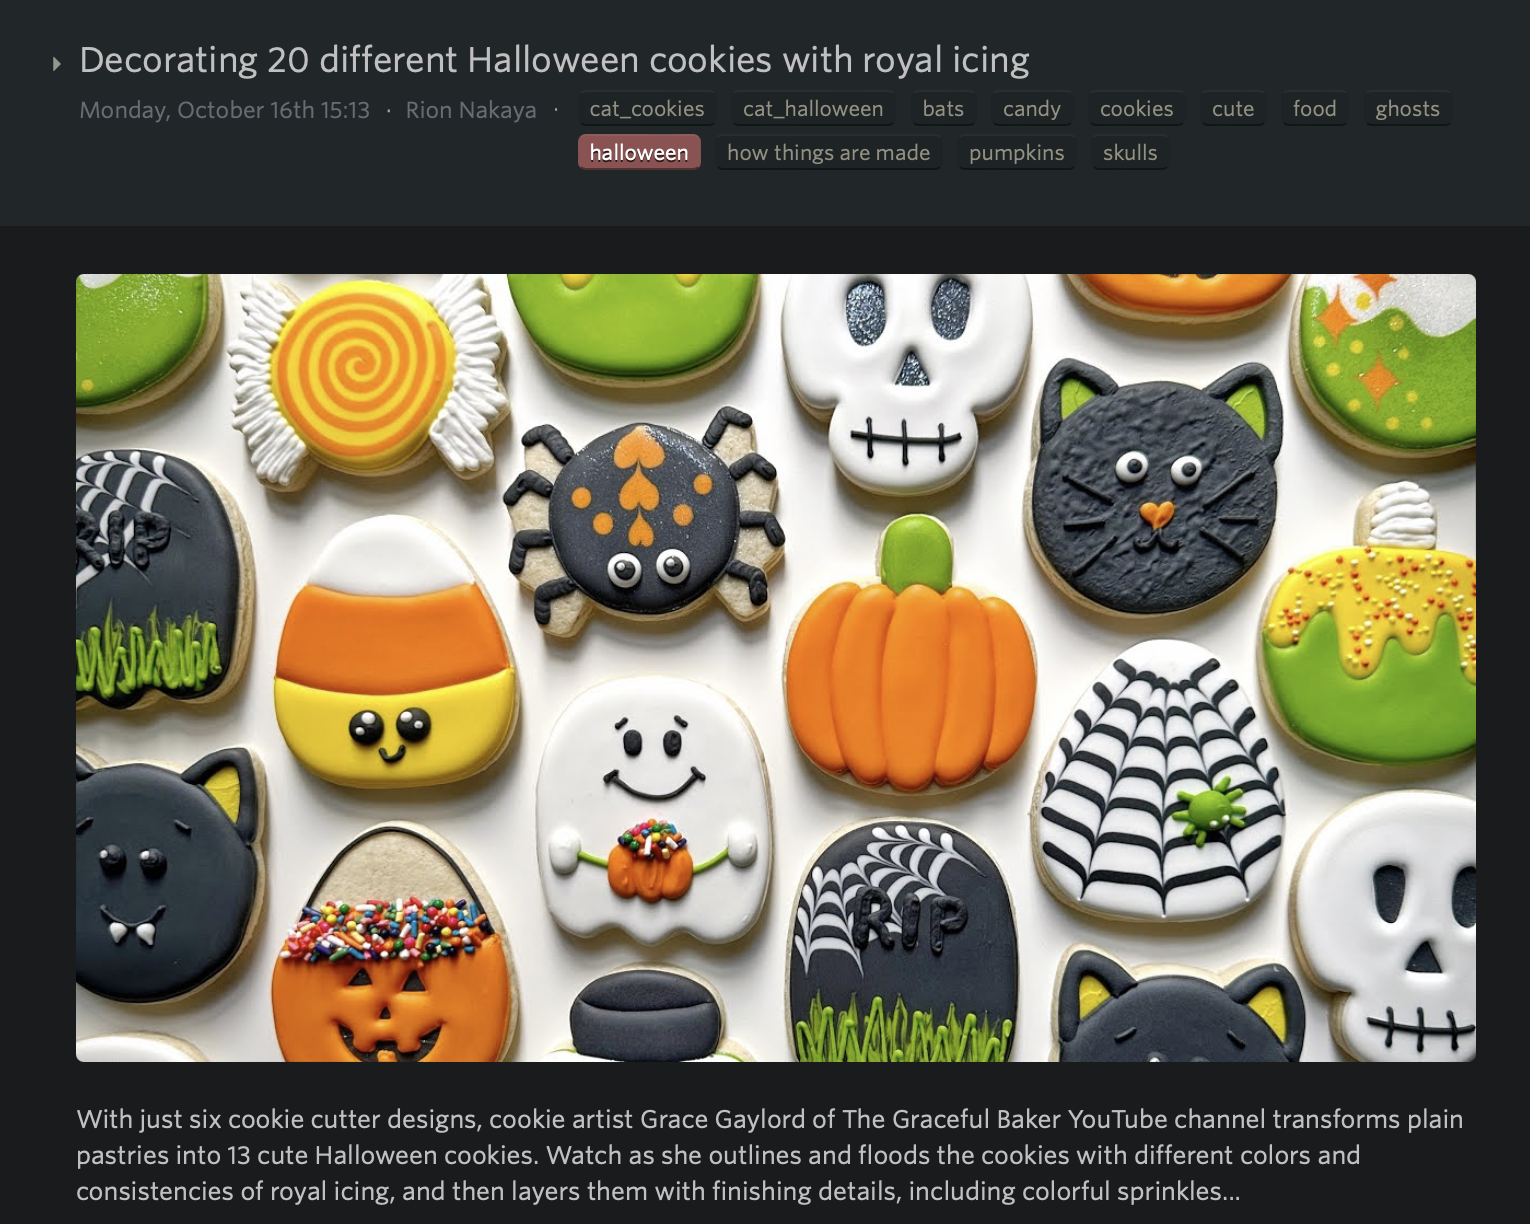 Decorating 20 different Halloween cookies with royal icing
Monday, October 16th 15:13 · Rion Nakaya · cat_cookies cat_halloween bats candy cookies cute food ghosts
halloween how things are made pumpkins skulls
RIP
RIP
With just six cookie cutter designs, cookie artist Grace Gaylord of The Graceful Baker YouTube channel transforms plain
pastries into 13 cute Halloween cookies. Watch as she outlines and floods the cookies with different colors and
consistencies of royal icing, and then layers them with finishing details, including colorful sprinkles...